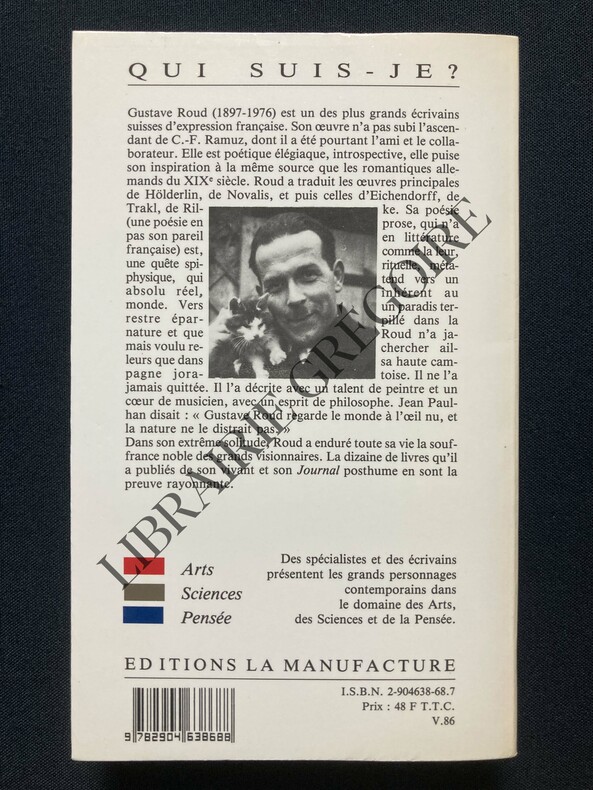 QUI SUIS-JE?
Gustave Roud (1897-1976) est un des plus grands écrivains
suisses d'expression française. Son œuvre n'a pas subi l'ascen-
dant de C.-F. Ramuz, dont il a été pourtant l'ami et le colla-
borateur. Elle est poétique élégiaque, introspective, elle puise
son inspiration à la même source que les romantiques alle-
mands du XIXe siècle. Roud a traduit les œuvres principales
de Hölderlin, de Novalis, et puis celles d'Eichendorff, de
Trakl, de Ril- ke. Sa poésie
(une poésie en prose, qui n'a
pas son pareil en littérature
française) est, comme la leur,
une quête spi- rituelle, méta-
physique, qui tend vers un
absolu réel, inhérent au
monde. Vers un paradis ter-
restre épar- pillé dans la
nature et que Roud n'a ja-
mais voulu re- chercher ail-
leurs que dans sa haute cam-
pagne jora- toise. Il ne l'a
jamais quittée. Il l'a décrite avec un talent de peintre et un
cœur de musicien, avec un esprit de philosophe. Jean Paul-
han disait : « Gustave Roud regarde le monde à l'œil nu, et
la nature ne le distrait pas. »
Dans son extrême solitude, Roud a enduré toute sa vie la souf-
france noble des grands visionnaires. La dizaine de livres qu'il
a publiés de son vivant et son Journal posthume en sont la
preuve rayonnante.
LIBRAIRIE GRÉGOIRE
Arts
Sciences
Pensée
Des spécialistes et des écrivains
présentent les grands personnages
contemporains dans
le domaine des Arts,
des Sciences et de la Pensée.
EDITIONS LA MANUFACTURE
I.S.B.N. 2-904638-68.7
Prix : 48 F T.T.C.
V.86
9 782904 638688